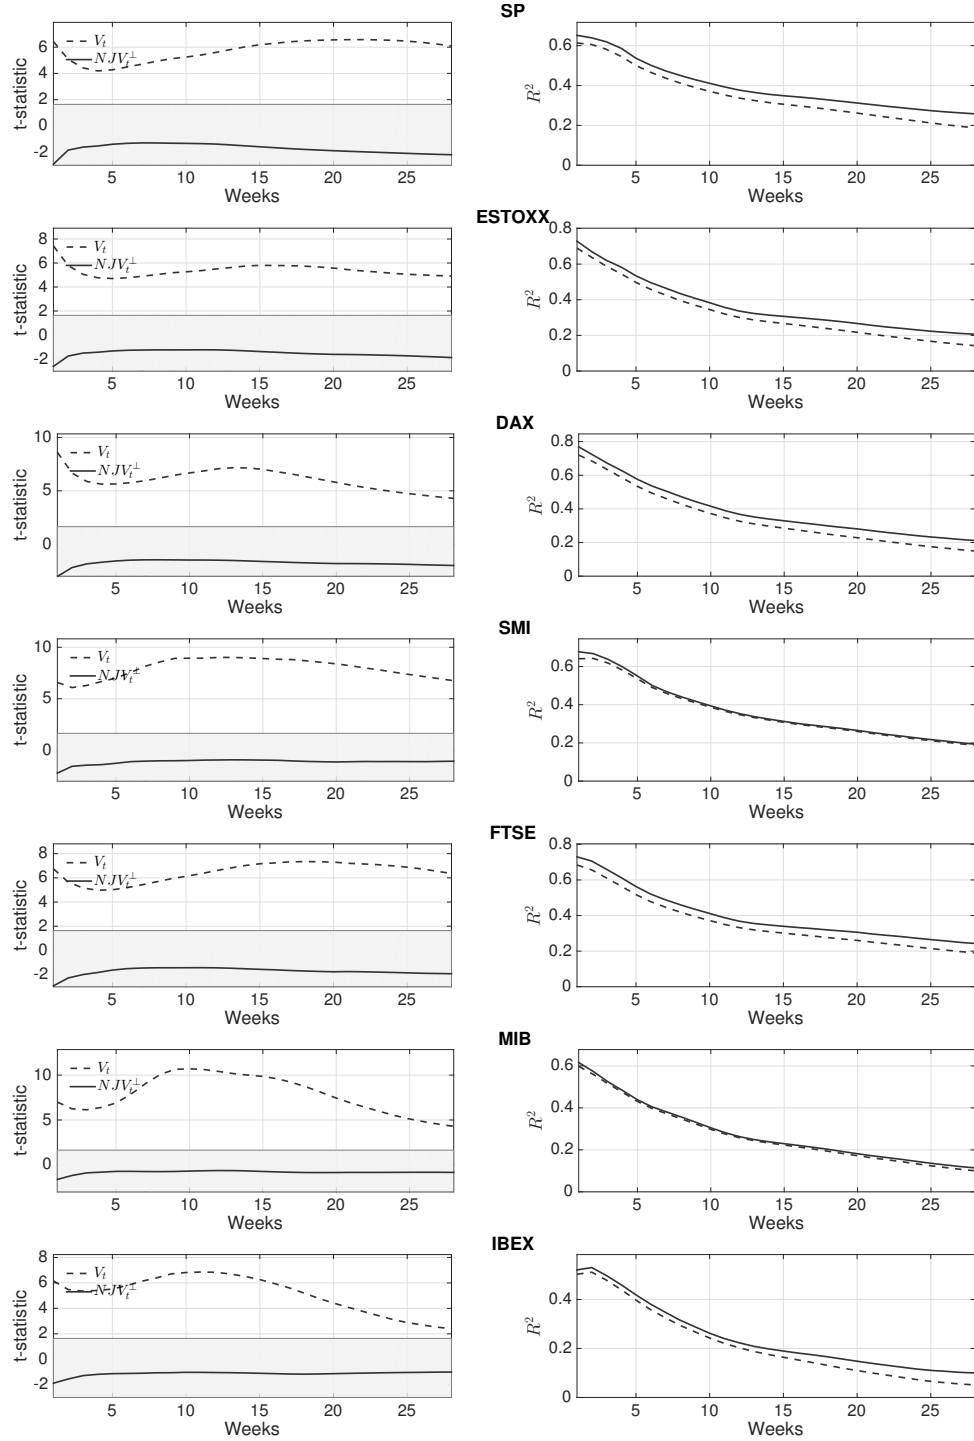 SP
6
4
2
0
-2
t-statistic
V_t
NJV_t^⊥
5 10 15 20 25
Weeks
0.6
0.4
0.2
0
R^2
5 10 15 20 25
Weeks
ESTOXX
8
6
4
2
0
-2
t-statistic
V_t
NJV_t^⊥
5 10 15 20 25
Weeks
0.8
0.6
0.4
0.2
0
R^2
5 10 15 20 25
Weeks
DAX
10
5
0
t-statistic
V_t
NJV_t^⊥
5 10 15 20 25
Weeks
0.8
0.6
0.4
0.2
0
R^2
5 10 15 20 25
Weeks
SMI
10
5
0
t-statistic
V_t
NJV_t^⊥
5 10 15 20 25
Weeks
0.6
0.4
0.2
0
R^2
5 10 15 20 25
Weeks
FTSE
8
6
4
2
0
-2
t-statistic
V_t
NJV_t^⊥
5 10 15 20 25
Weeks
0.8
0.6
0.4
0.2
0
R^2
5 10 15 20 25
Weeks
MIB
10
5
0
t-statistic
V_t
NJV_t^⊥
5 10 15 20 25
Weeks
0.6
0.4
0.2
0
R^2
5 10 15 20 25
Weeks
IBEX
8
6
4
2
0
-2
t-statistic
V_t
NJV_t^⊥
5 10 15 20 25
Weeks
0.4
0.2
0
R^2
5 10 15 20 25
Weeks